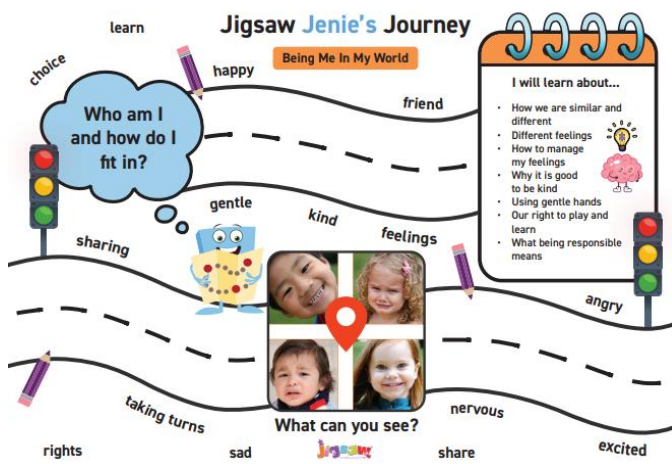 learn
Jigsaw Jenie's Journey
Being Me In My World
choice
happy
friend
Who am I
and how do I
fit in?
I will learn about...
• How we are similar and
different
• Different feelings
• How to manage
my feelings
• Why it is good
to be kind
• Using gentle hands
• Our right to play and
learn
• What being responsible
means
gentle
kind
feelings
sharing
angry
taking turns
nervous
What can you see?
rights
sad
Jigsaw
share
excited